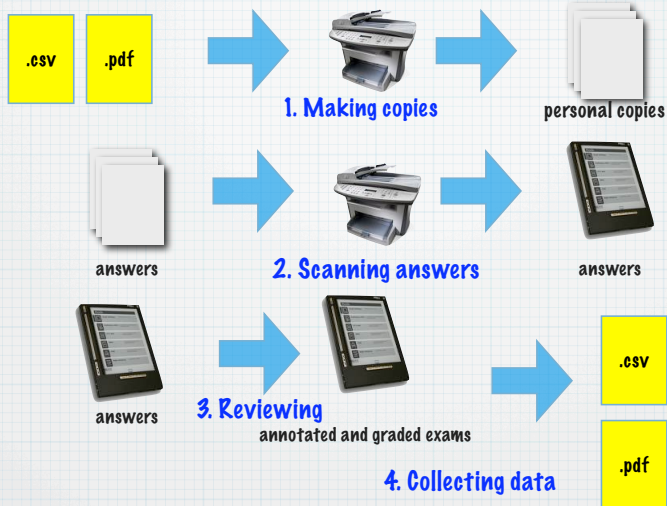 .csv
.pdf
1. Making copies
personal copies
answers
2. Scanning answers
answers
answers
3. Reviewing
annotated and graded exams
.csv
.pdf
4. Collecting data